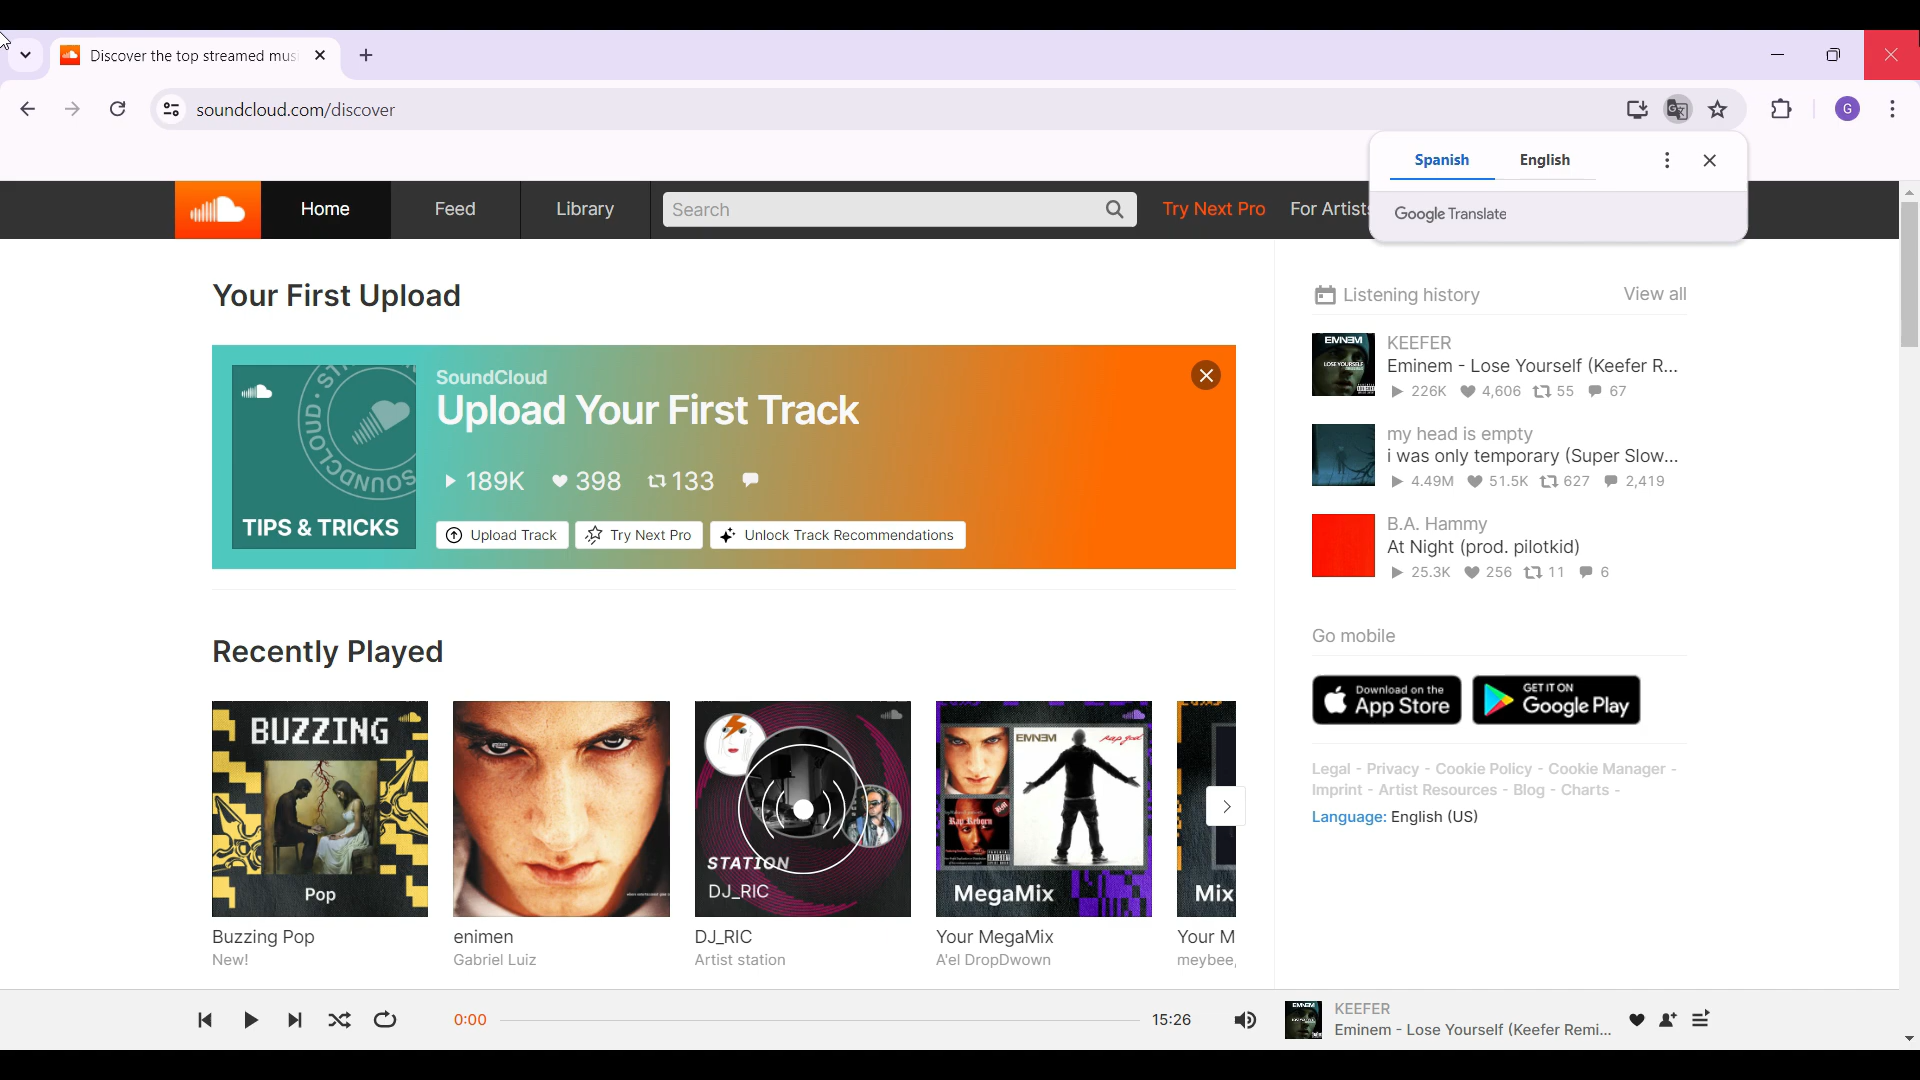 Discover the top streamed mus
soundcloud.com/discover
G
Spanish English
Google Translate
Home Feed Library Search Try Next Pro For Artists
Your First Upload
SoundCloud
Upload Your First Track
189K 398 133
TIPS & TRICKS
Upload Track Try Next Pro Unlock Track Recommendations
Listening history View all
KEEFER
Eminem - Lose Yourself (Keefer R...
226K 4,606 55 67
my head is empty
i was only temporary (Super Slow...
4.49M 51.5K 627 2,419
B.A. Hammy
At Night (prod. pilotkid)
25.3K 256 11 6
Go mobile
Download on the
App Store
GET IT ON
Google Play
Legal - Privacy - Cookie Policy - Cookie Manager -
Imprint - Artist Resources - Blog - Charts -
Language: English (US)
Recently Played
BUZZING
Pop
STATION
DJ_RIC
EMINEM
rap god
Rap Reborn
MegaMix
Mix
Buzzing Pop
New!
enimen
Gabriel Luiz
DJ_RIC
Artist station
Your MegaMix
A'el DropDwown
Your M
meybee,
0:00 15:26
KEEFER
Eminem - Lose Yourself (Keefer Remi...